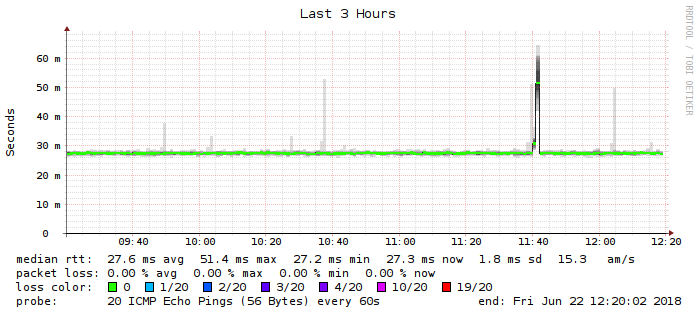 Last 3 Hours
RRDTOOL / TOBI OETIKER
Seconds
60 m
50 m
40 m
30 m
20 m
10 m
0
09:40 10:00 10:20 10:40 11:00 11:20 11:40 12:00 12:20
median rtt: 27.6 ms avg 51.4 ms max 27.2 ms min 27.3 ms now 1.8 ms sd 15.3 am/s
packet loss: 0.00 % avg 0.00 % max 0.00 % min 0.00 % now
loss color: 0 1/20 2/20 3/20 4/20 10/20 19/20
probe: 20 ICMP Echo Pings (56 Bytes) every 60s end: Fri Jun 22 12:20:02 2018